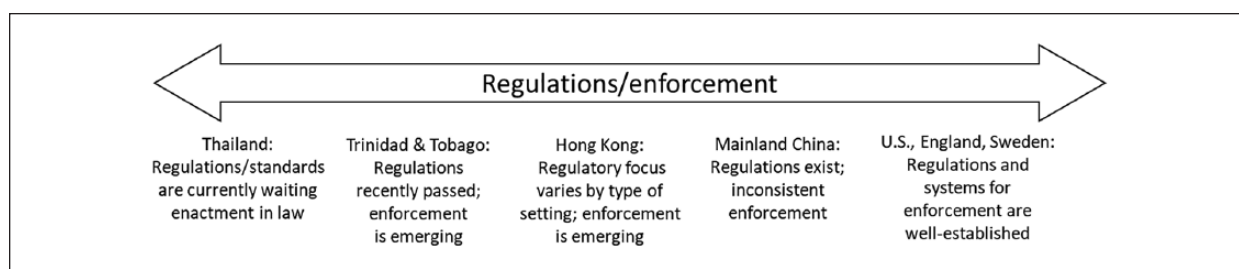 Regulations/enforcement
Thailand:
Regulations/standards
are currently waiting
enactment in law
Trinidad & Tobago:
Regulations
recently passed;
enforcement
is emerging
Hong Kong:
Regulatory focus
varies by type of
setting; enforcement
is emerging
Mainland China:
Regulations exist;
inconsistent
enforcement
U.S., England, Sweden:
Regulations and
systems for
enforcement are
well-established